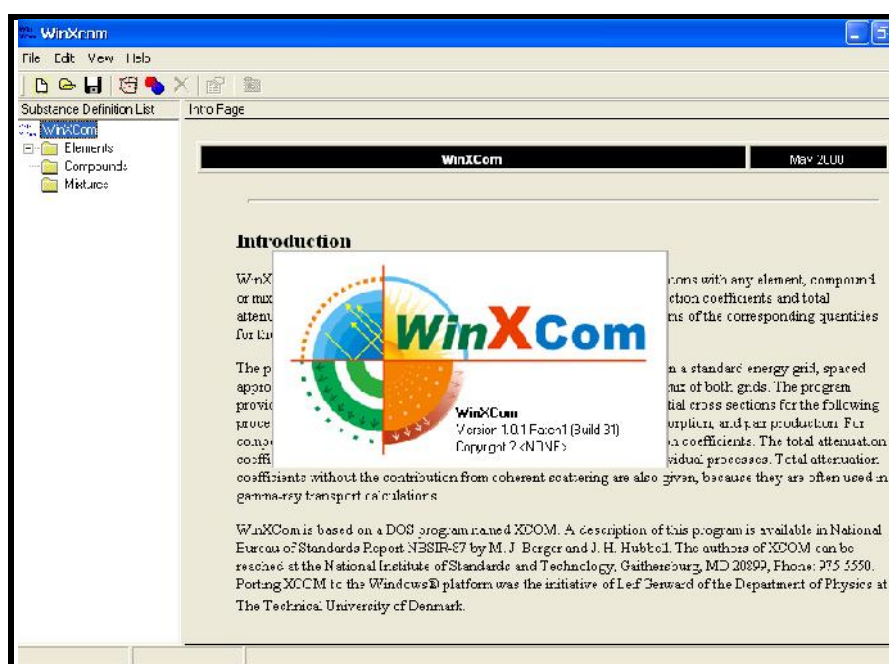 WinXcom
File Edit View Help
Substance Definition List
Intro Page
WinXCom
Elements
Compounds
Mixtures
WinXCom
May 2000
Introduction
WinX
tons with any element, compound
or mix
ction coefficients and total
attenu
ns of the corresponding quantities
for the
The p
n a standard energy grid, spaced
appro
mix of both grids. The program
provid
tial cross sections for the following
proce
orption, and pair production. For
compo
n coefficients. The total attenuation
coeffi
vidual processes. Total attenuation
coefficients without the contribution from coherent scattering are also given, because they are often used in
gamma-ray transport calculations
WinXCom
WinXCom
Version 1.0.1 Patch1 (Build 31)
Copyright ? <NONE>
WinXCom is based on a DOS program named XCOM. A description of this program is available in National
Bureau of Standards Report NBSIR-87 by M. J. Berger and J. H. Hubbell. The authors of XCOM can be
reached at the National Institute of Standards and Technology, Gaithersburg, MD 20899, Phone: 975 5550.
Porting XCOM to the Windows® platform was the initiative of Leif Gerward of the Department of Physics at
The Technical University of Denmark.